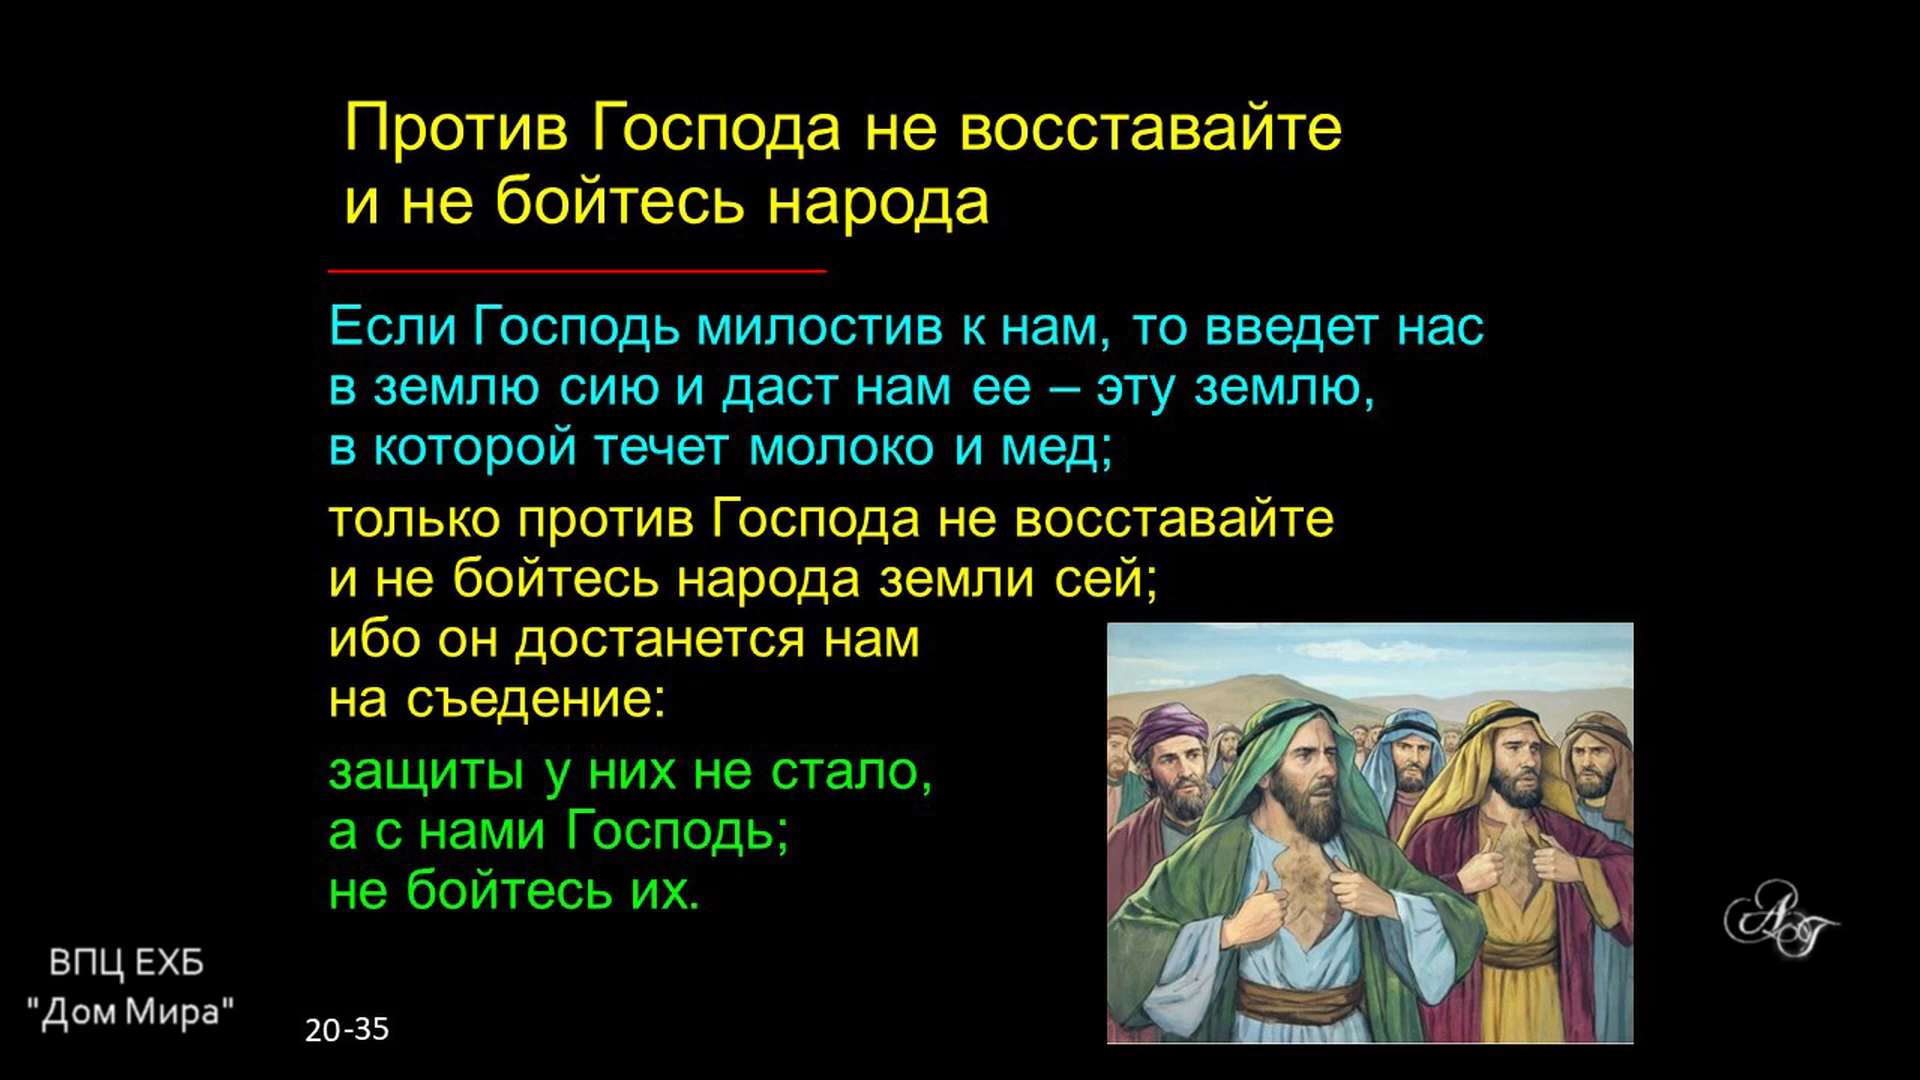 Против Господа не восставайте
и не бойтесь народа
Если Господь милостив к нам, то введет нас
в землю сию и даст нам ее – эту землю,
в которой течет молоко и мед;
только против Господа не восставайте
и не бойтесь народа земли сей;
ибо он достанется нам
на съедение:
защиты у них не стало,
а с нами Господь;
не бойтесь их.
ВПЦ ЕХБ
"Дом Мира"
20-35